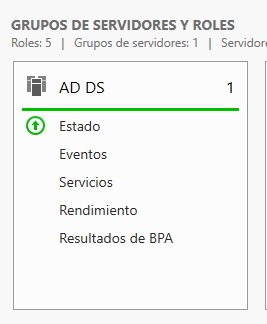 GRUPOS DE SERVIDORES Y ROLES
Roles: 5 | Grupos de servidores: 1 |
AD DS 1
Estado
Eventos
Servicios
Rendimiento
Resultados de BPA